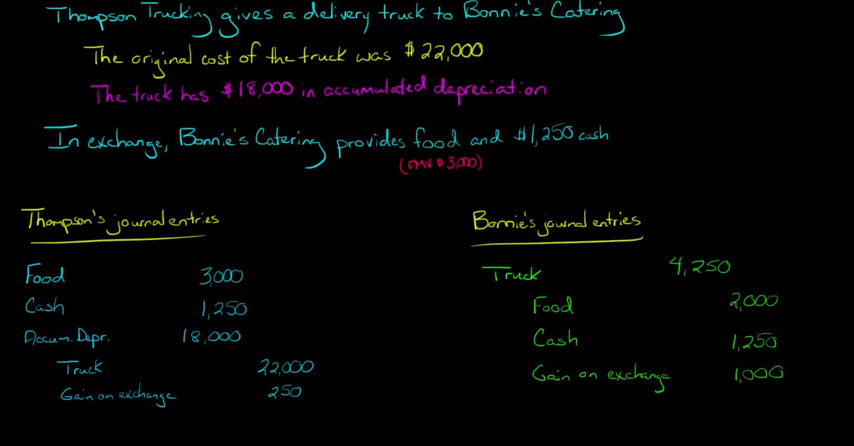 Thompson Trucking gives a delivery truck to Bonnie's Catering
The original cost of the truck was $22,000
The truck has $18,000 in accumulated depreciation
In exchange, Bonnie's Catering provides food and $1,250 cash
(FMV $3,000)
Thompson's journal entries
Food 3,000
Cash 1,250
Accum. Depr. 18,000
Truck 22,000
Gain on exchange 250
Bonnie's journal entries
Truck 4,250
Food 2,000
Cash 1,250
Gain on exchange 1,000